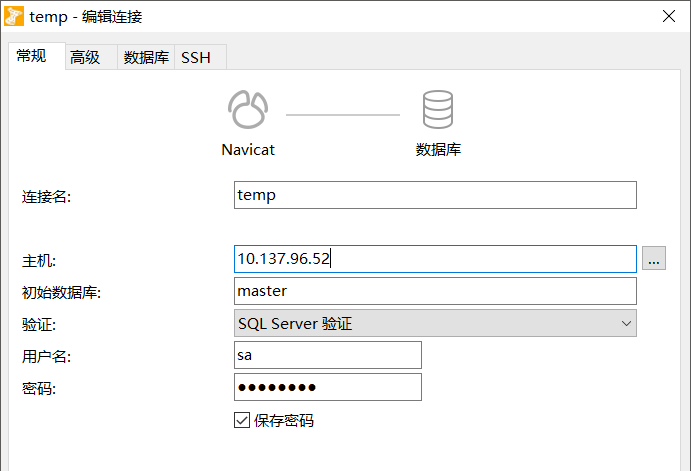 temp - 编辑连接
常规 高级 数据库 SSH
Navicat 数据库
连接名: temp
主机: 10.137.96.52 ...
初始数据库: master
验证: SQL Server 验证
用户名: sa
密码: ●●●●●●●●
保存密码